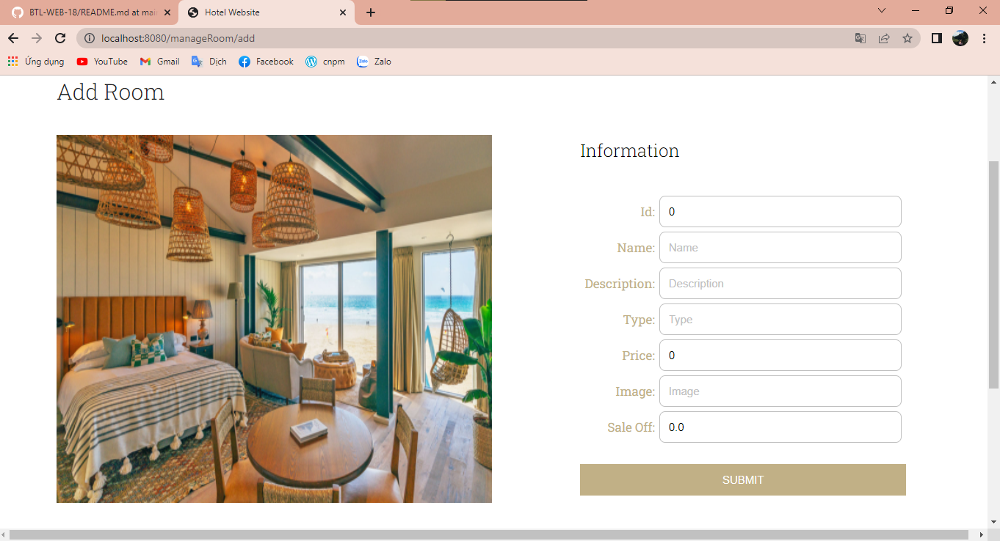 BTL-WEB-18/README.md at mai
Hotel Website
localhost:8080/manageRoom/add
Ứng dụng
YouTube
Gmail
Dịch
Facebook
cnpm
Zalo
Add Room
Information
Id: 0
Name: Name
Description: Description
Type: Type
Price: 0
Image: Image
Sale Off: 0.0
SUBMIT